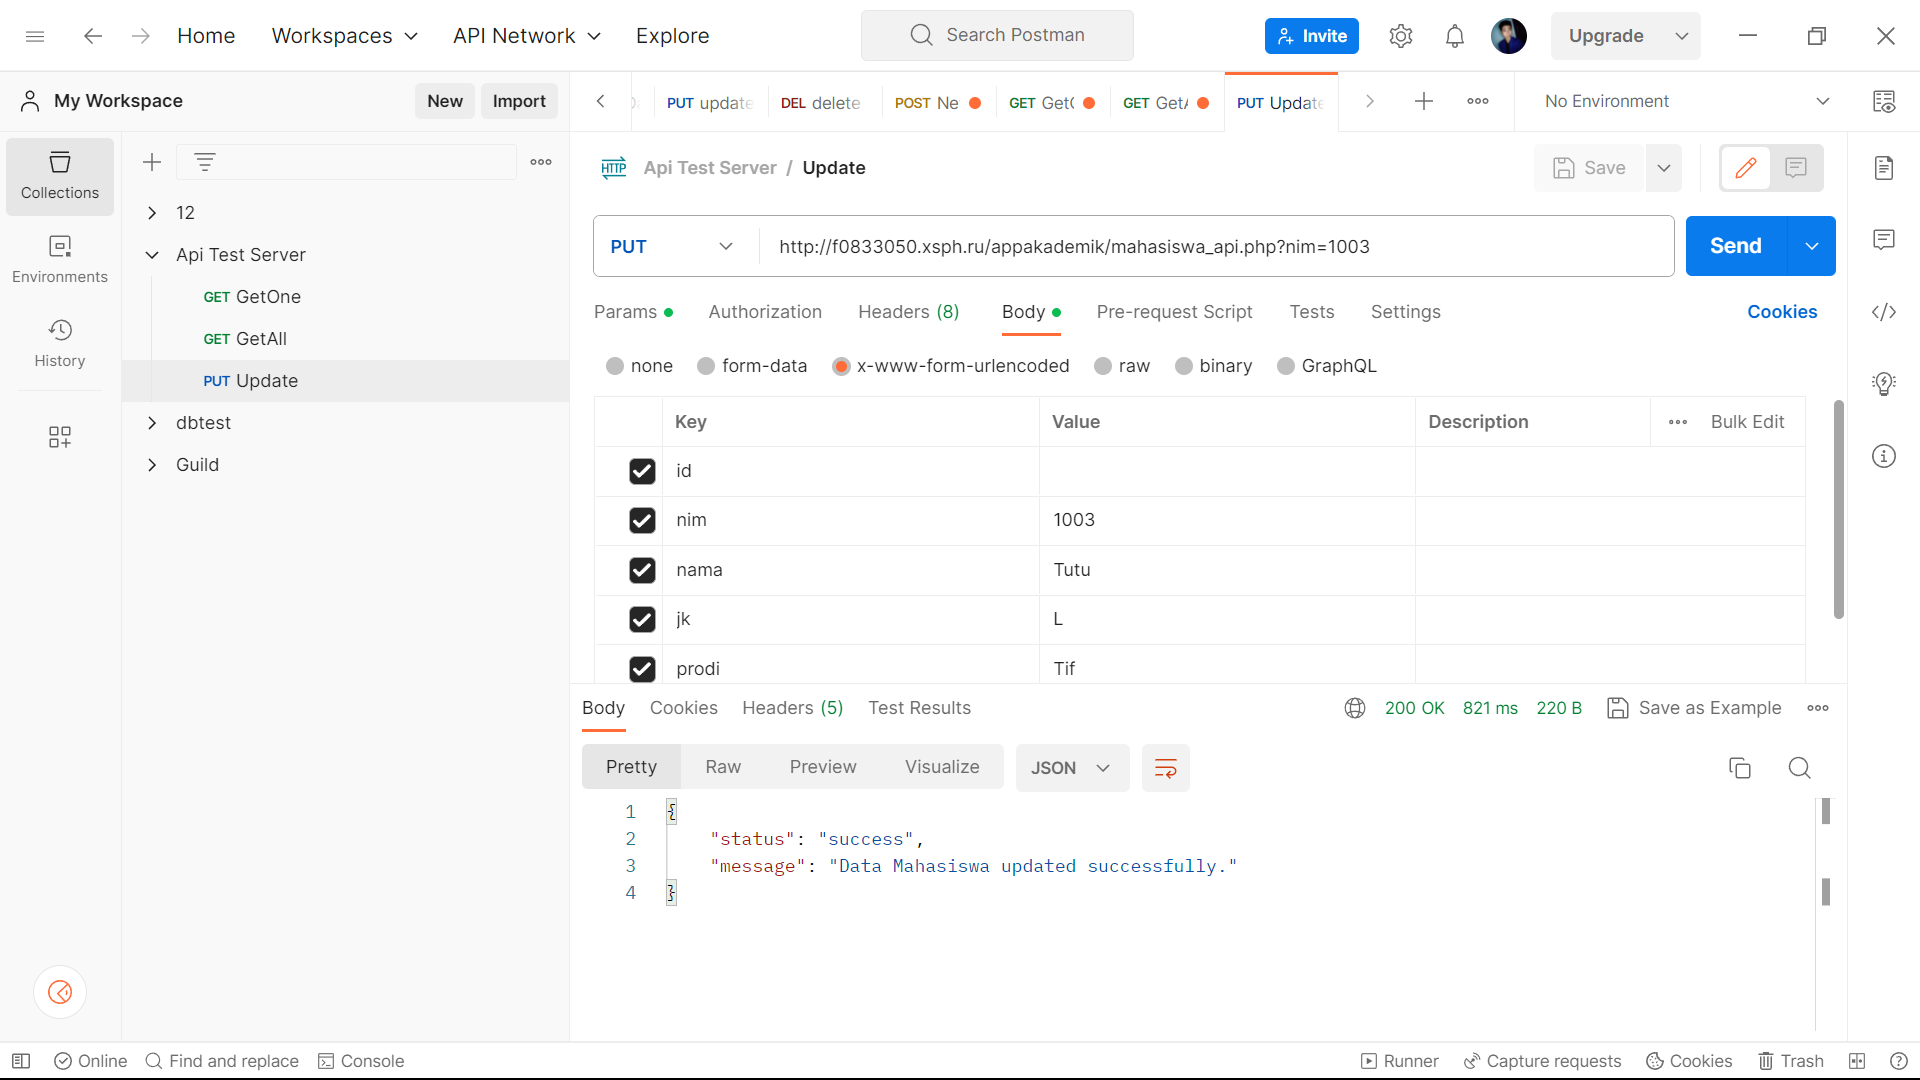 Home Workspaces API Network Explore Search Postman Invite Upgrade
My Workspace New Import PUT update DEL delete POST Ne GET Get GET Get PUT Update No Environment
Collections
Environments
History
12
Api Test Server
GET GetOne
GET GetAll
PUT Update
dbtest
Guild
HTTP Api Test Server / Update Save
PUT http://f0833050.xsph.ru/appakademik/mahasiswa_api.php?nim=1003 Send
Params Authorization Headers (8) Body Pre-request Script Tests Settings Cookies
none form-data x-www-form-urlencoded raw binary GraphQL
Key Value Description Bulk Edit
id
nim 1003
nama Tutu
jk L
prodi Tif
Body Cookies Headers (5) Test Results 200 OK 821 ms 220 B Save as Example
Pretty Raw Preview Visualize JSON
1 {
2 "status": "success",
3 "message": "Data Mahasiswa updated successfully."
4 }
Online Find and replace Console Runner Capture requests Cookies Trash